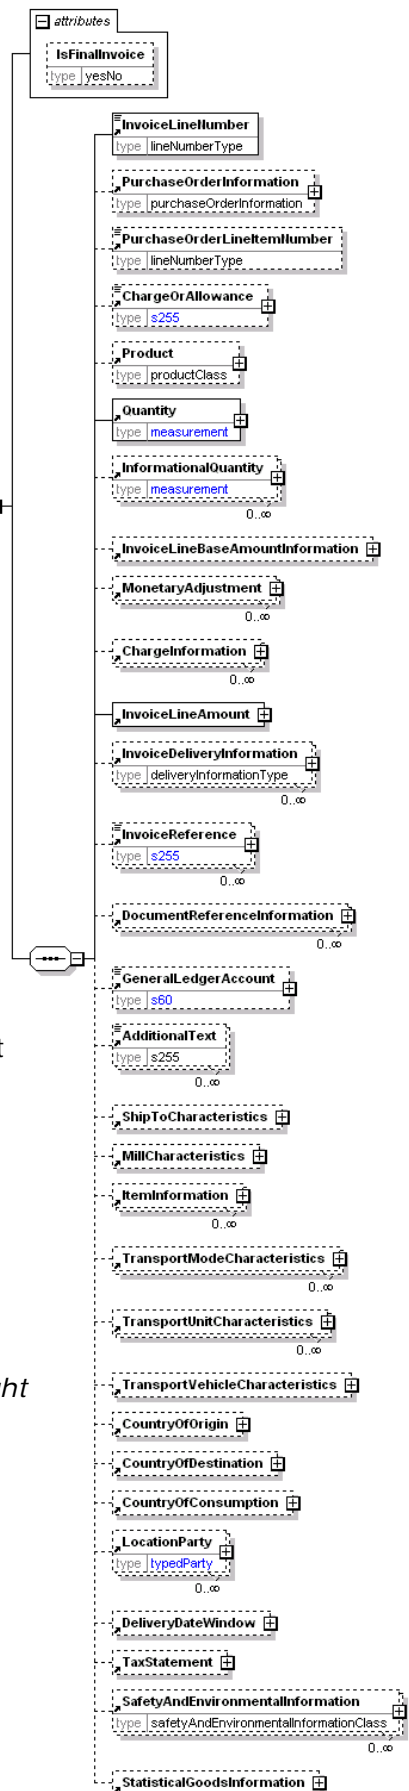 attributes
IsFinalInvoice
type yesNo
InvoiceLineNumber
type lineNumberType
PurchaseOrderInformation
type purchaseOrderInformation
PurchaseOrderLineItemNumber
type lineNumberType
ChargeOrAllowance
type s255
Product
type productClass
Quantity
type measurement
InformationalQuantity
type measurement
0..∞
InvoiceLineBaseAmountInformation
MonetaryAdjustment
0..∞
ChargeInformation
0..∞
InvoiceLineAmount
InvoiceDeliveryInformation
type deliveryInformationType
0..∞
InvoiceReference
type s255
0..∞
DocumentReferenceInformation
0..∞
GeneralLedgerAccount
type s60
AdditionalText
t
type s255
0..∞
ShipToCharacteristics
MillCharacteristics
ItemInformation
0..∞
TransportModeCharacteristics
0..∞
TransportUnitCharacteristics
0..∞
TransportVehicleCharacteristics
ht
CountryOfOrigin
CountryOfDestination
CountryOfConsumption
LocationParty
type typedParty
0..∞
DeliveryDateWindow
TaxStatement
SafetyAndEnvironmentalInformation
type safetyAndEnvironmentalInformationClass
0..∞
StatisticalGoodsInformation